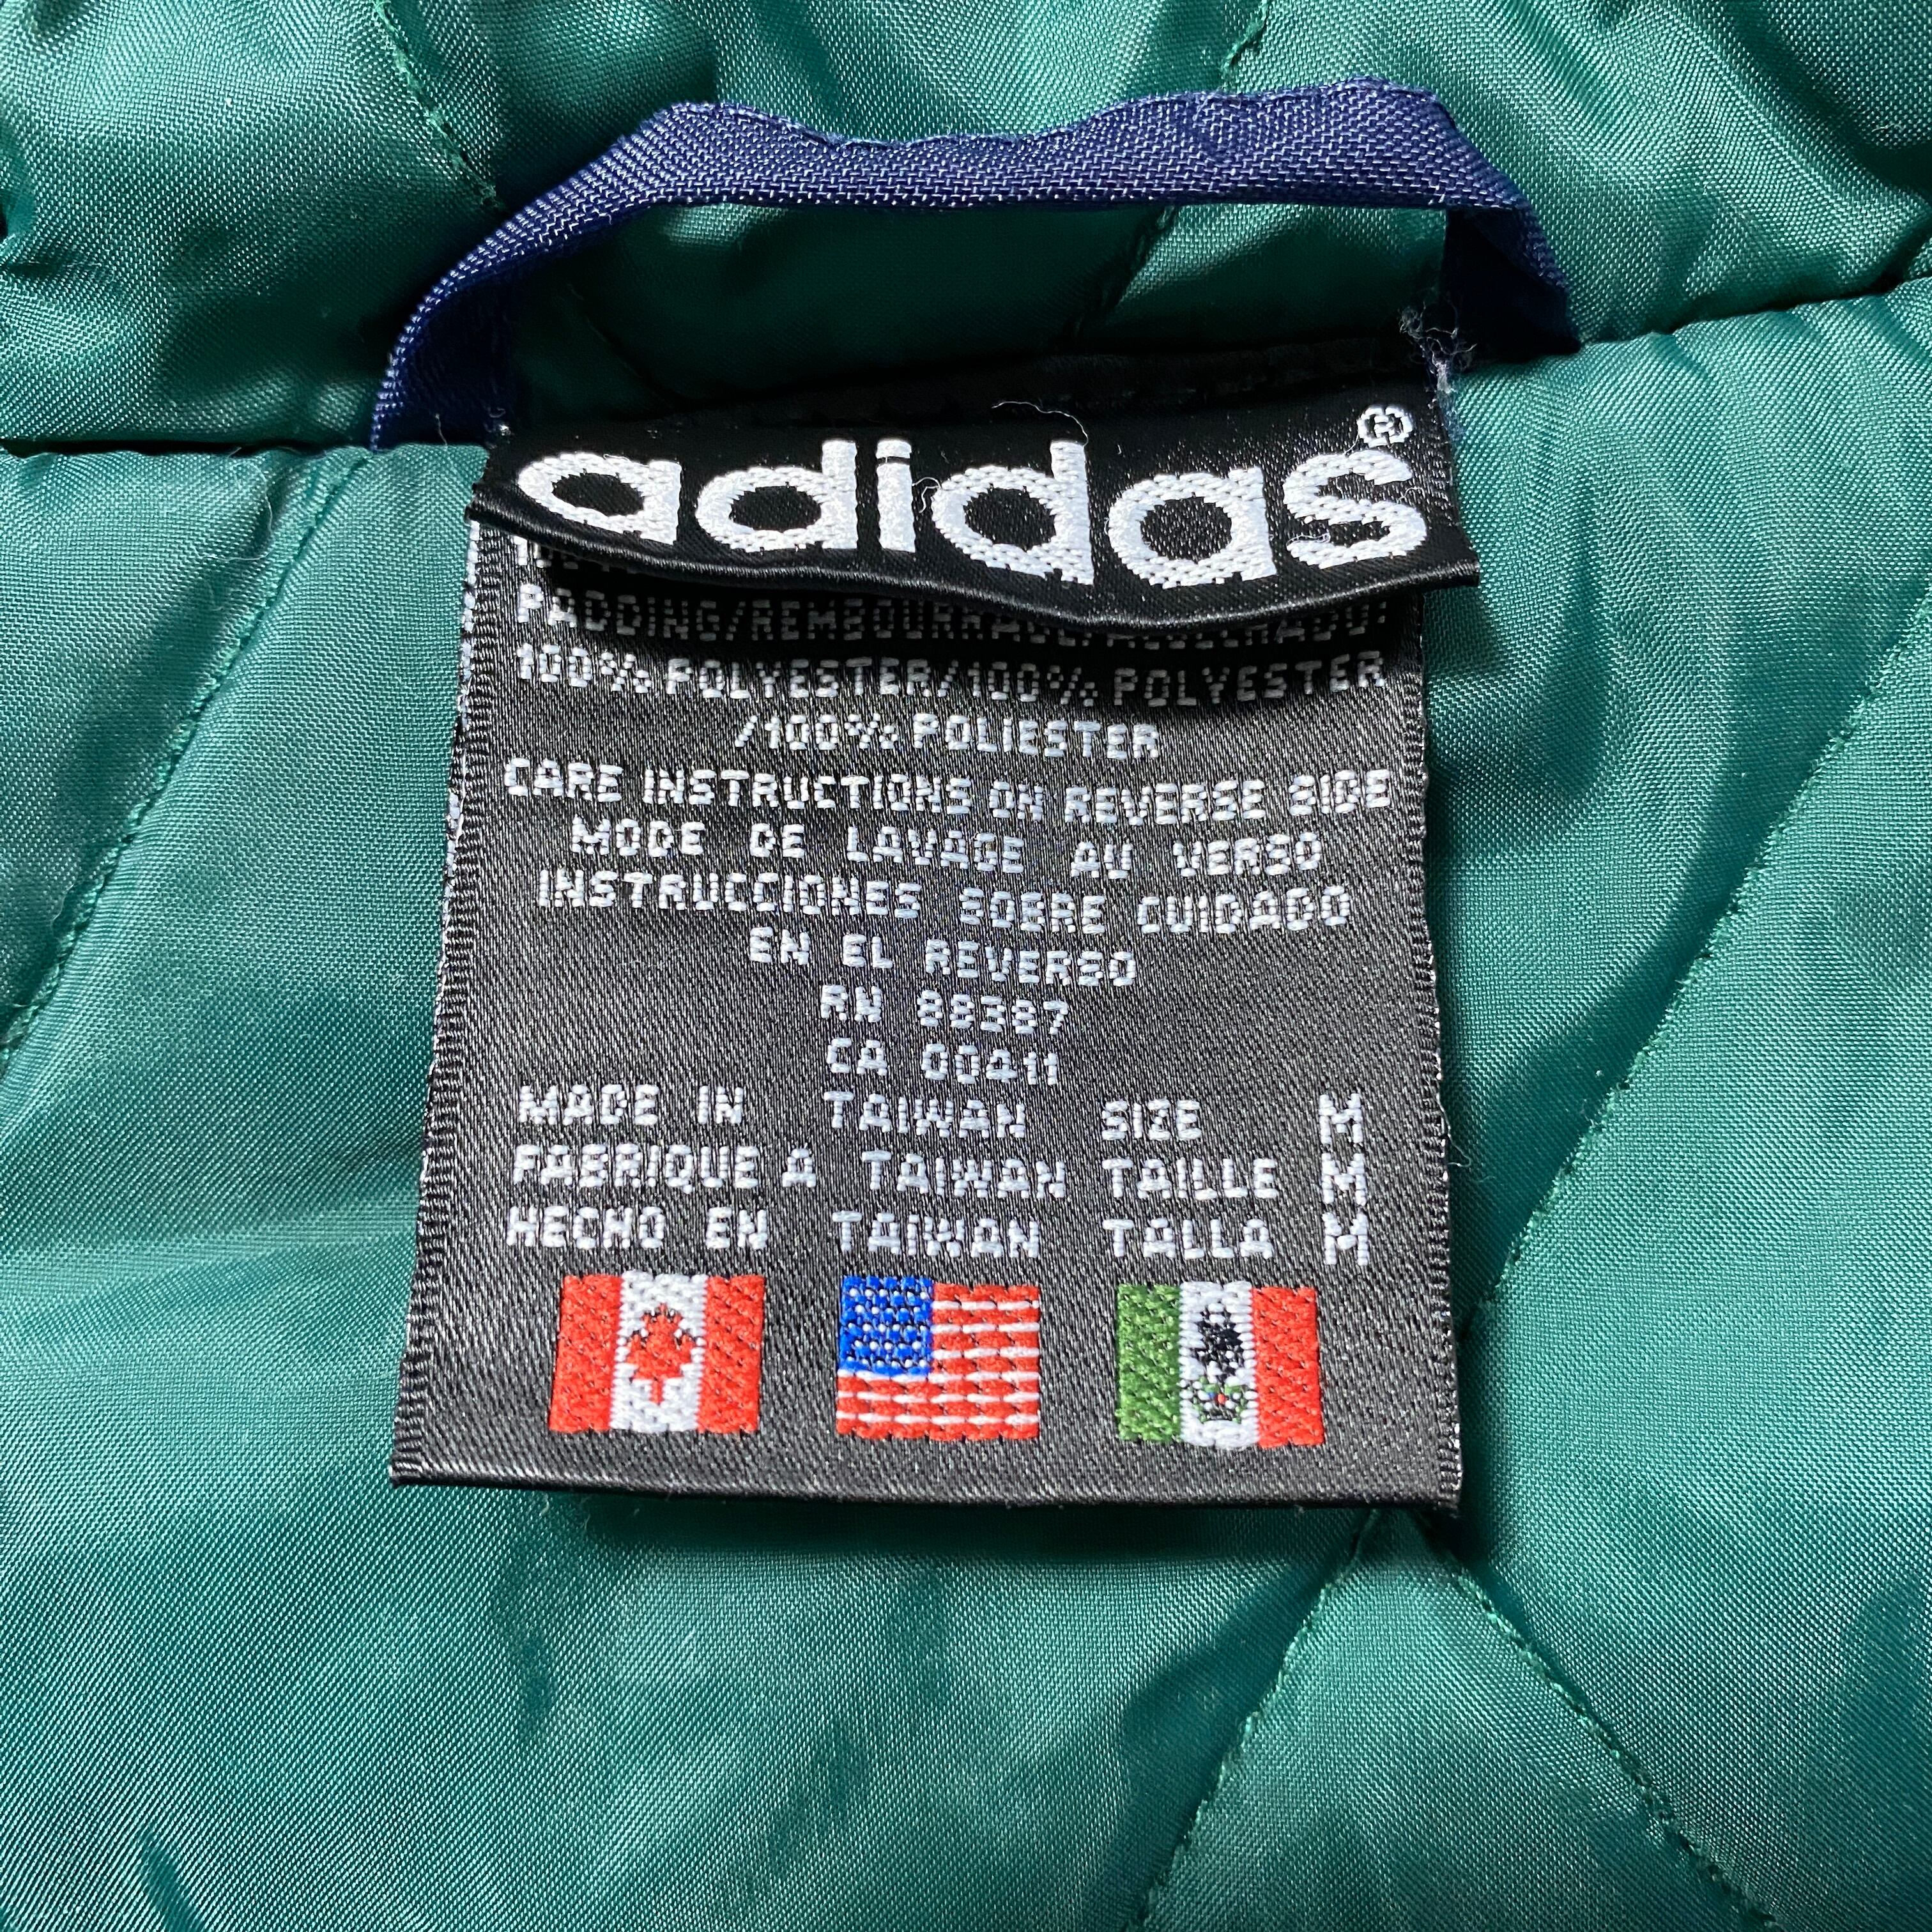 adidas®
PADDING/REMBOURRAGE/ACOLCHADO:
100% POLYESTER/100% POLYESTER
/100% POLIESTER
CARE INSTRUCTIONS ON REVERSE SIDE
MODE DE LAVAGE AU VERSO
INSTRUCCIONES SOBRE CUIDADO
EN EL REVERSO
RN 88387
CA 00411
MADE IN TAIWAN SIZE M
FABRIQUE A TAIWAN TAILLE M
HECHO EN TAIWAN TALLA M